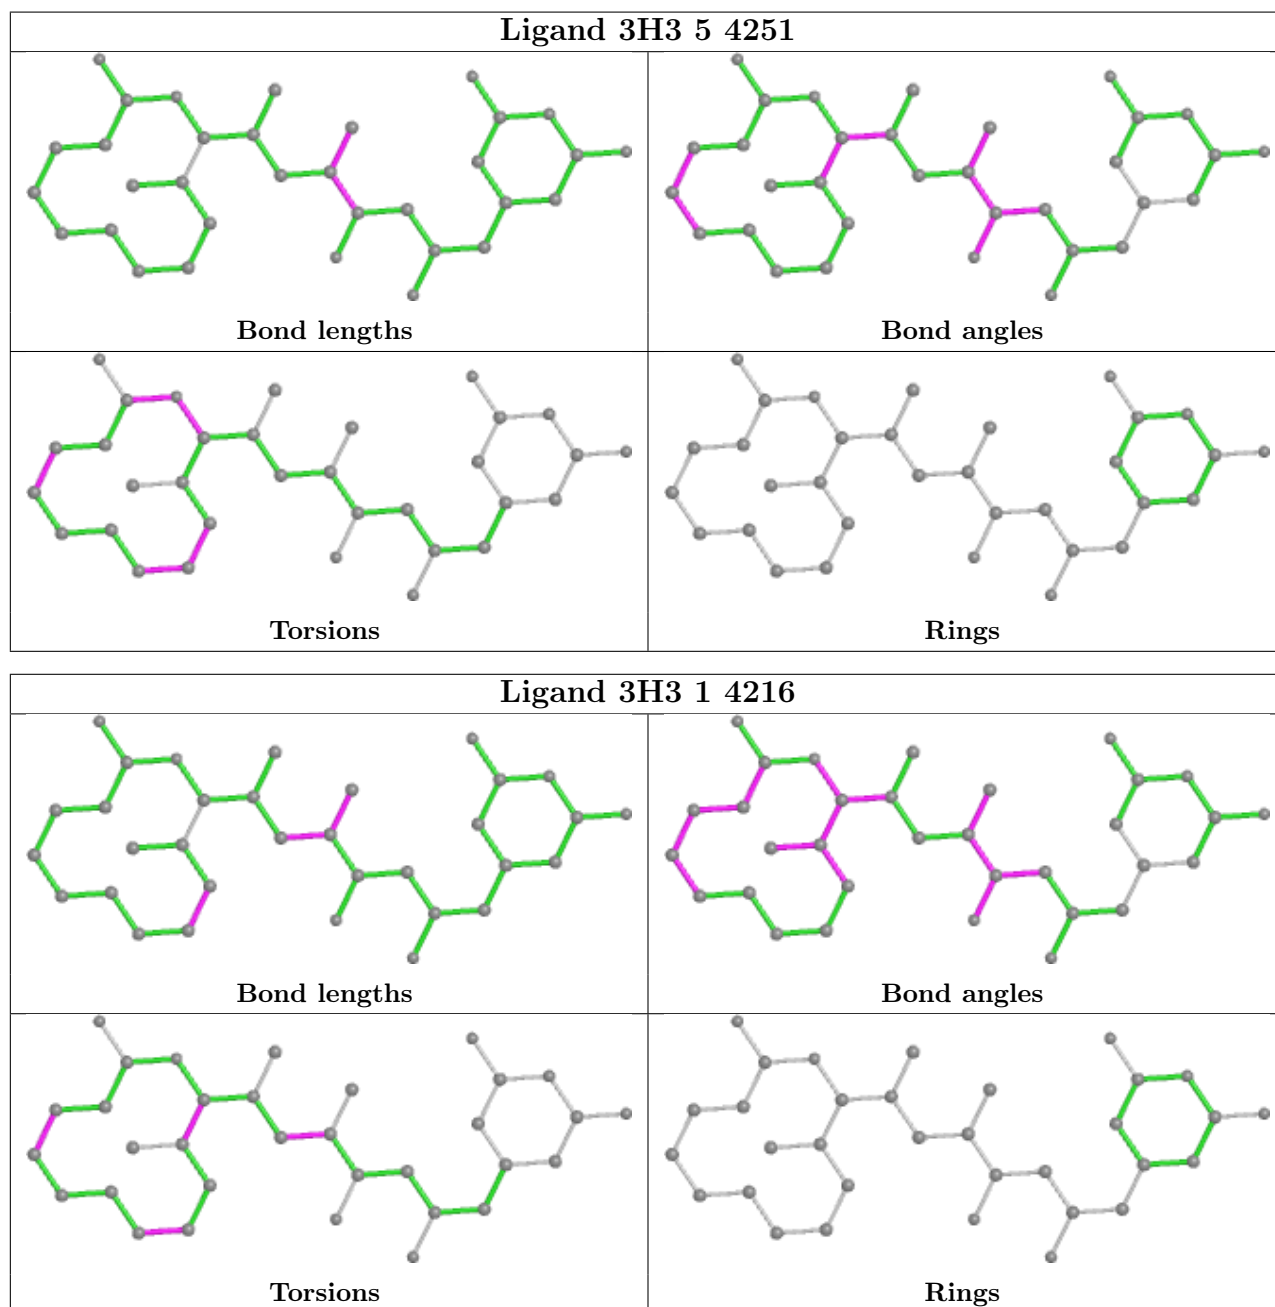 Ligand 3H3 5 4251
Bond lengths
Bond angles
Torsions
Rings
Ligand 3H3 1 4216
Bond lengths
Bond angles
Torsions
Rings